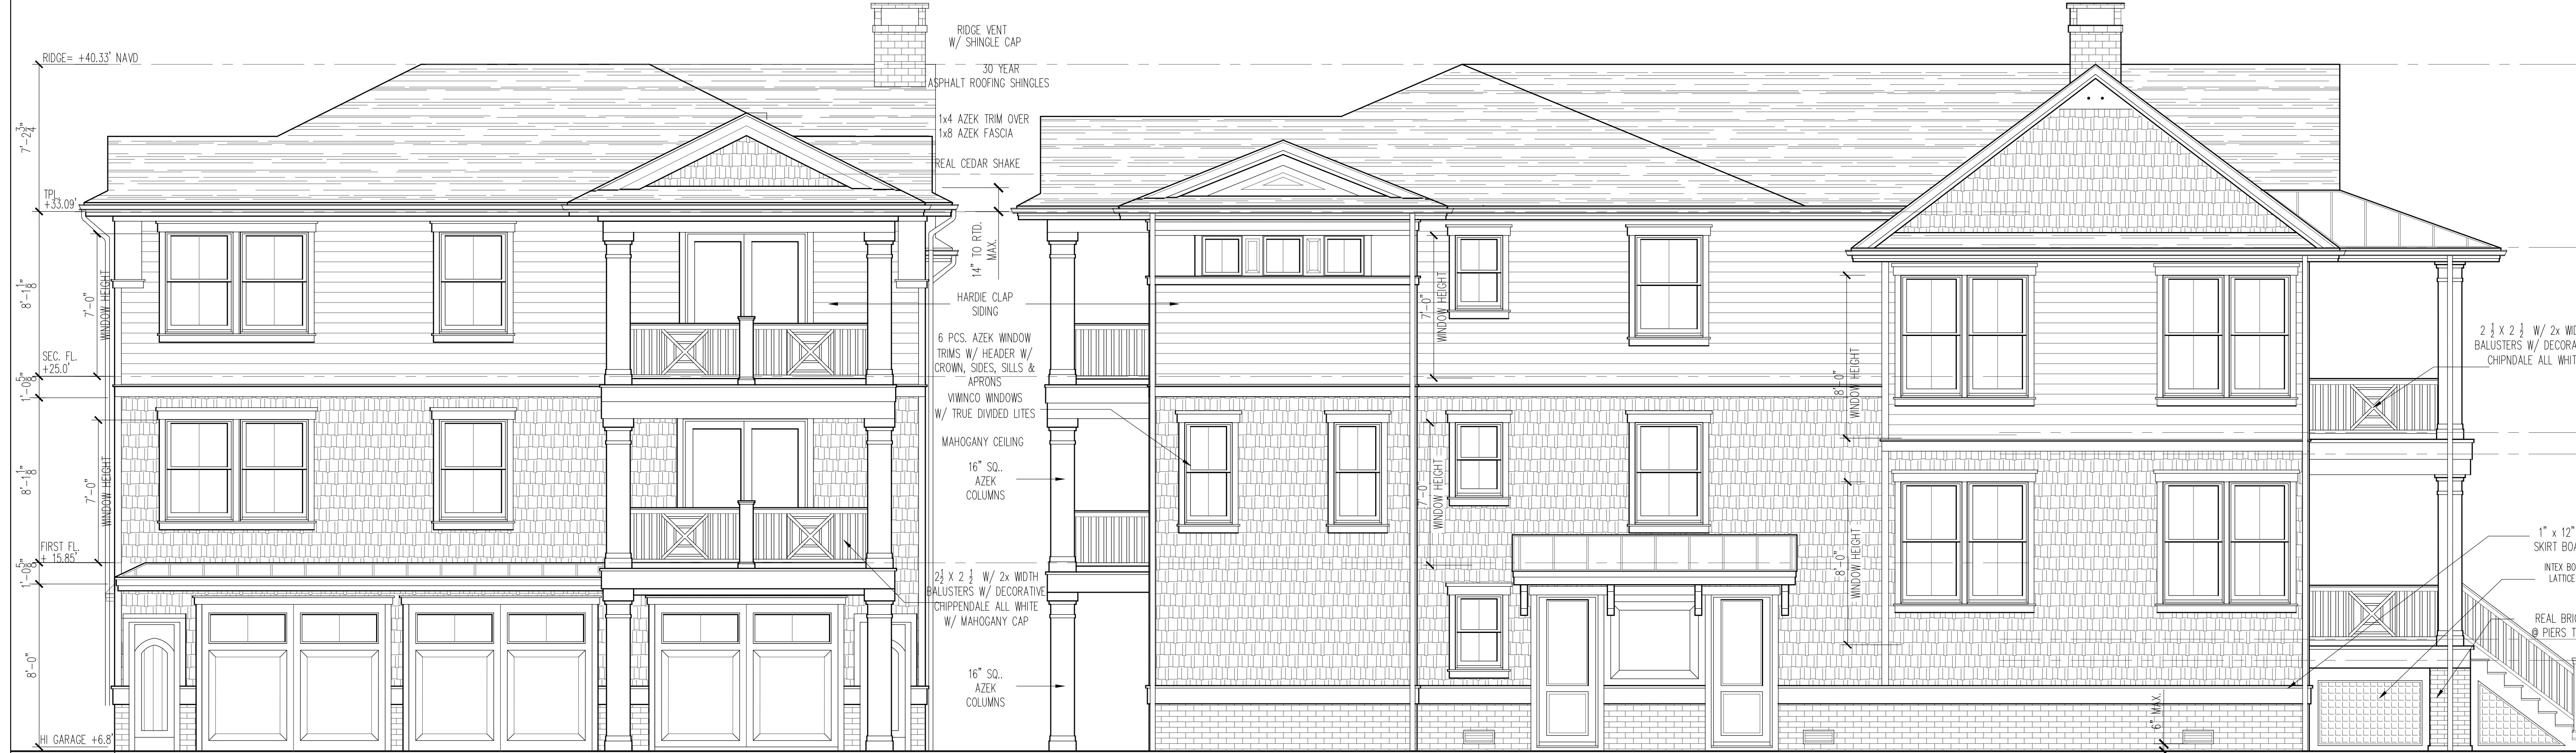 RIDGE= +40.33' NAVD
7'-2 3/4"
TPL.
+33.09'
8'-1 1/8"
7'-0"
WINDOW HEIGHT
SEC. FL.
+25.0'
1'-0 5/8"
8'-1 1/8"
7'-0"
WINDOW HEIGHT
FIRST FL.
+ 15.85'
1'-0 5/8"
8'-0"
HI GARAGE +6.8'
RIDGE VENT
W/ SHINGLE CAP
30 YEAR
ASPHALT ROOFING SHINGLES
1x4 AZEK TRIM OVER
1x8 AZEK FASCIA
REAL CEDAR SHAKE
14" TO RTD.
MAX.
HARDIE CLAP
SIDING
6 PCS. AZEK WINDOW
TRIMS W/ HEADER W/
CROWN, SIDES, SILLS &
APRONS
VIWINCO WINDOWS
W/ TRUE DIVIDED LITES
MAHOGANY CEILING
16" SQ..
AZEK
COLUMNS
2 1/2 X 2 1/2 W/ 2x WIDTH
BALUSTERS W/ DECORATIVE
CHIPPENDALE ALL WHITE
W/ MAHOGANY CAP
16" SQ..
AZEK
COLUMNS
7'-0"
WINDOW HEIGHT
7'-0"
WINDOW HEIGHT
8'-0"
WINDOW HEIGHT
8'-0"
WINDOW HEIGHT
6" MAX.
2 1/2 X 2 1/2 W/ 2x WI
BALUSTERS W/ DECORA
CHIPNDALE ALL WHIT
1" x 12"
SKIRT BOA
INTEX BO
LATTICE
REAL BRI
@ PIERS T